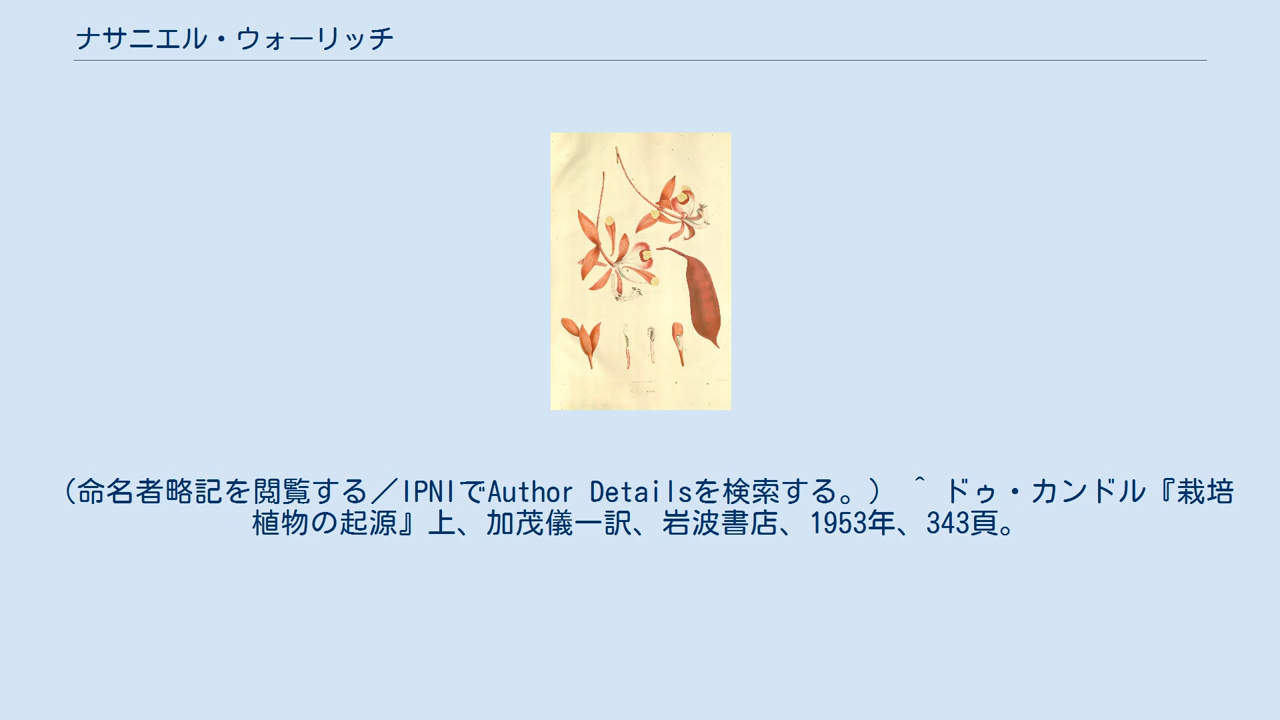 ナサニエル・ウォーリッチ
（命名者略記を閲覧する／IPNIでAuthor Detailsを検索する。） ^ ドゥ・カンドル『栽培
植物の起源』上、加茂儀一訳、岩波書店、1953年、343頁。